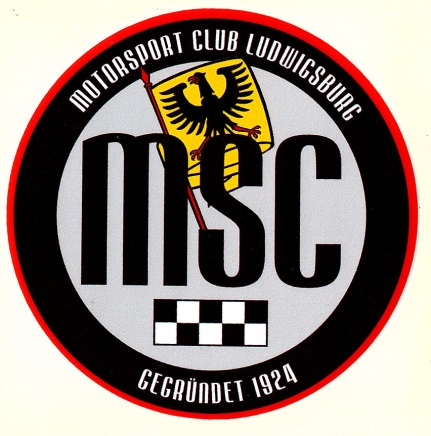 MOTORSPORT CLUB LUDWIGSBURG
MSC
GEGRÜNDET 1924